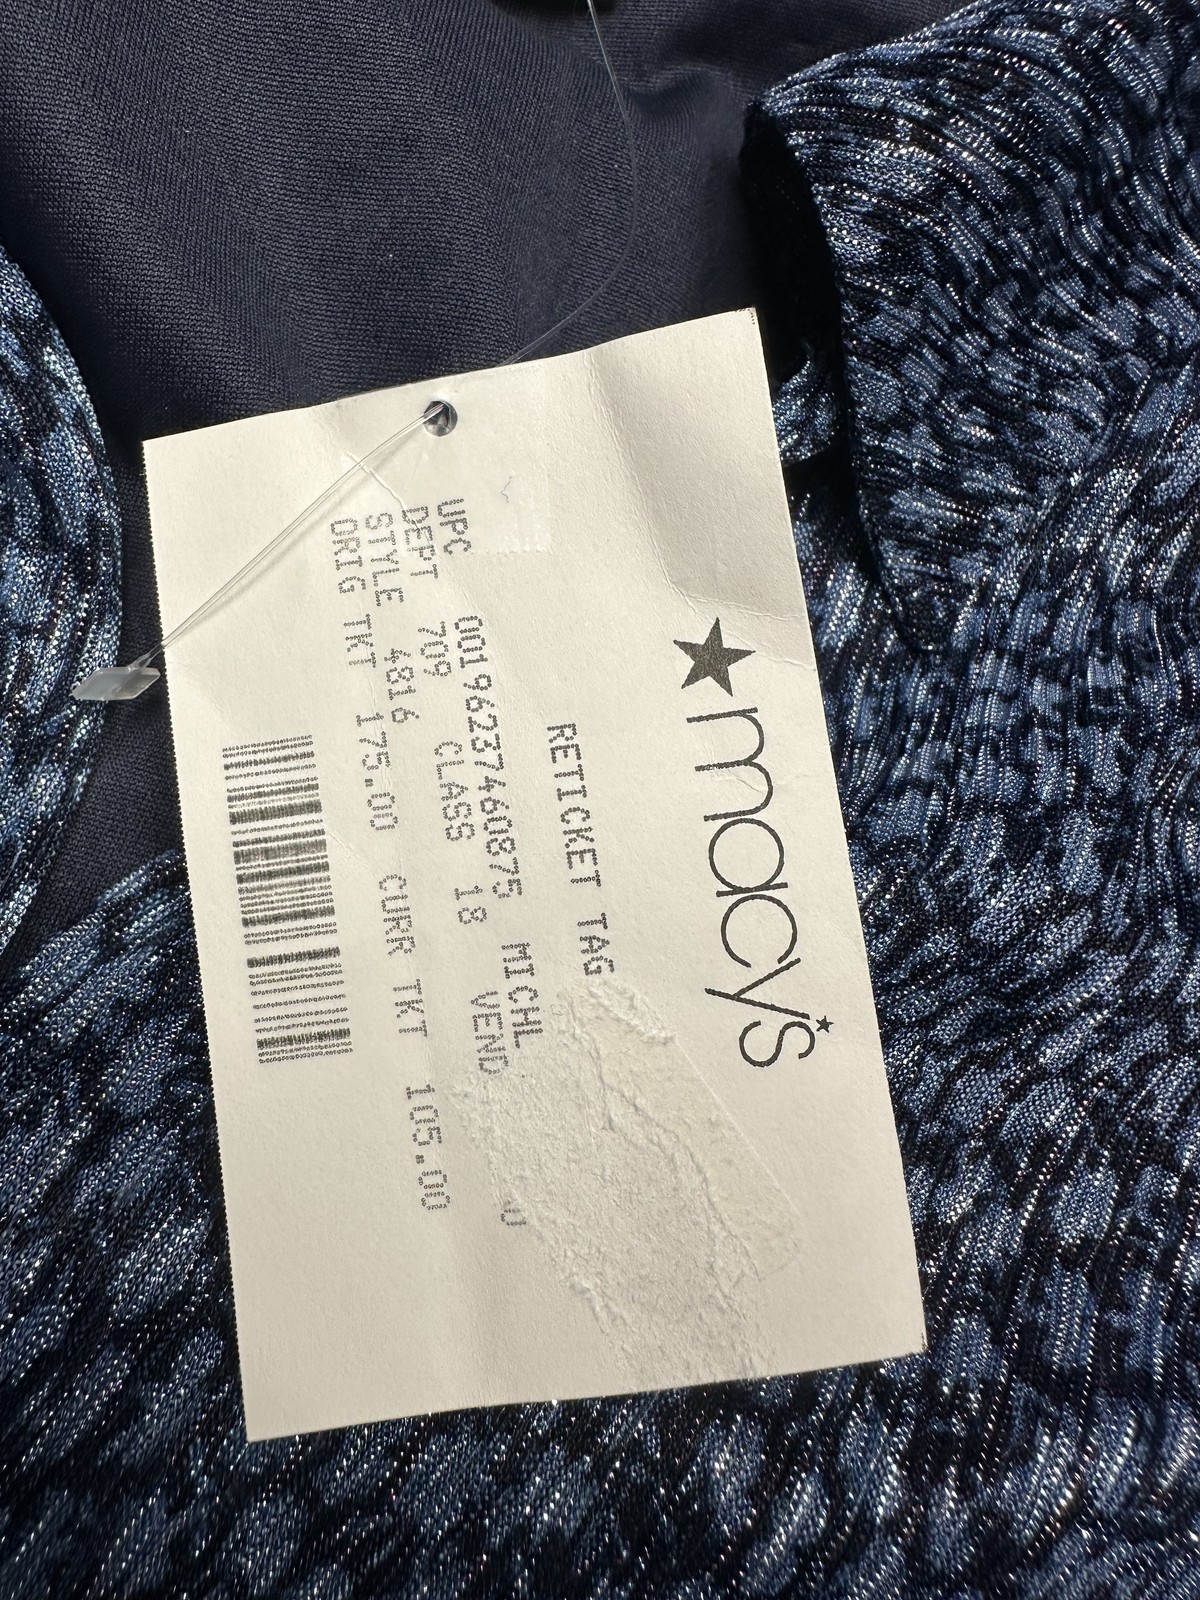 macy's
RETICKET TAG
UPC 00196237460875 MICHL
DEPT 709 CLASS 18 VEND
STYLE 4816
ORIG TKT 175.00 CURR TKT 105.00